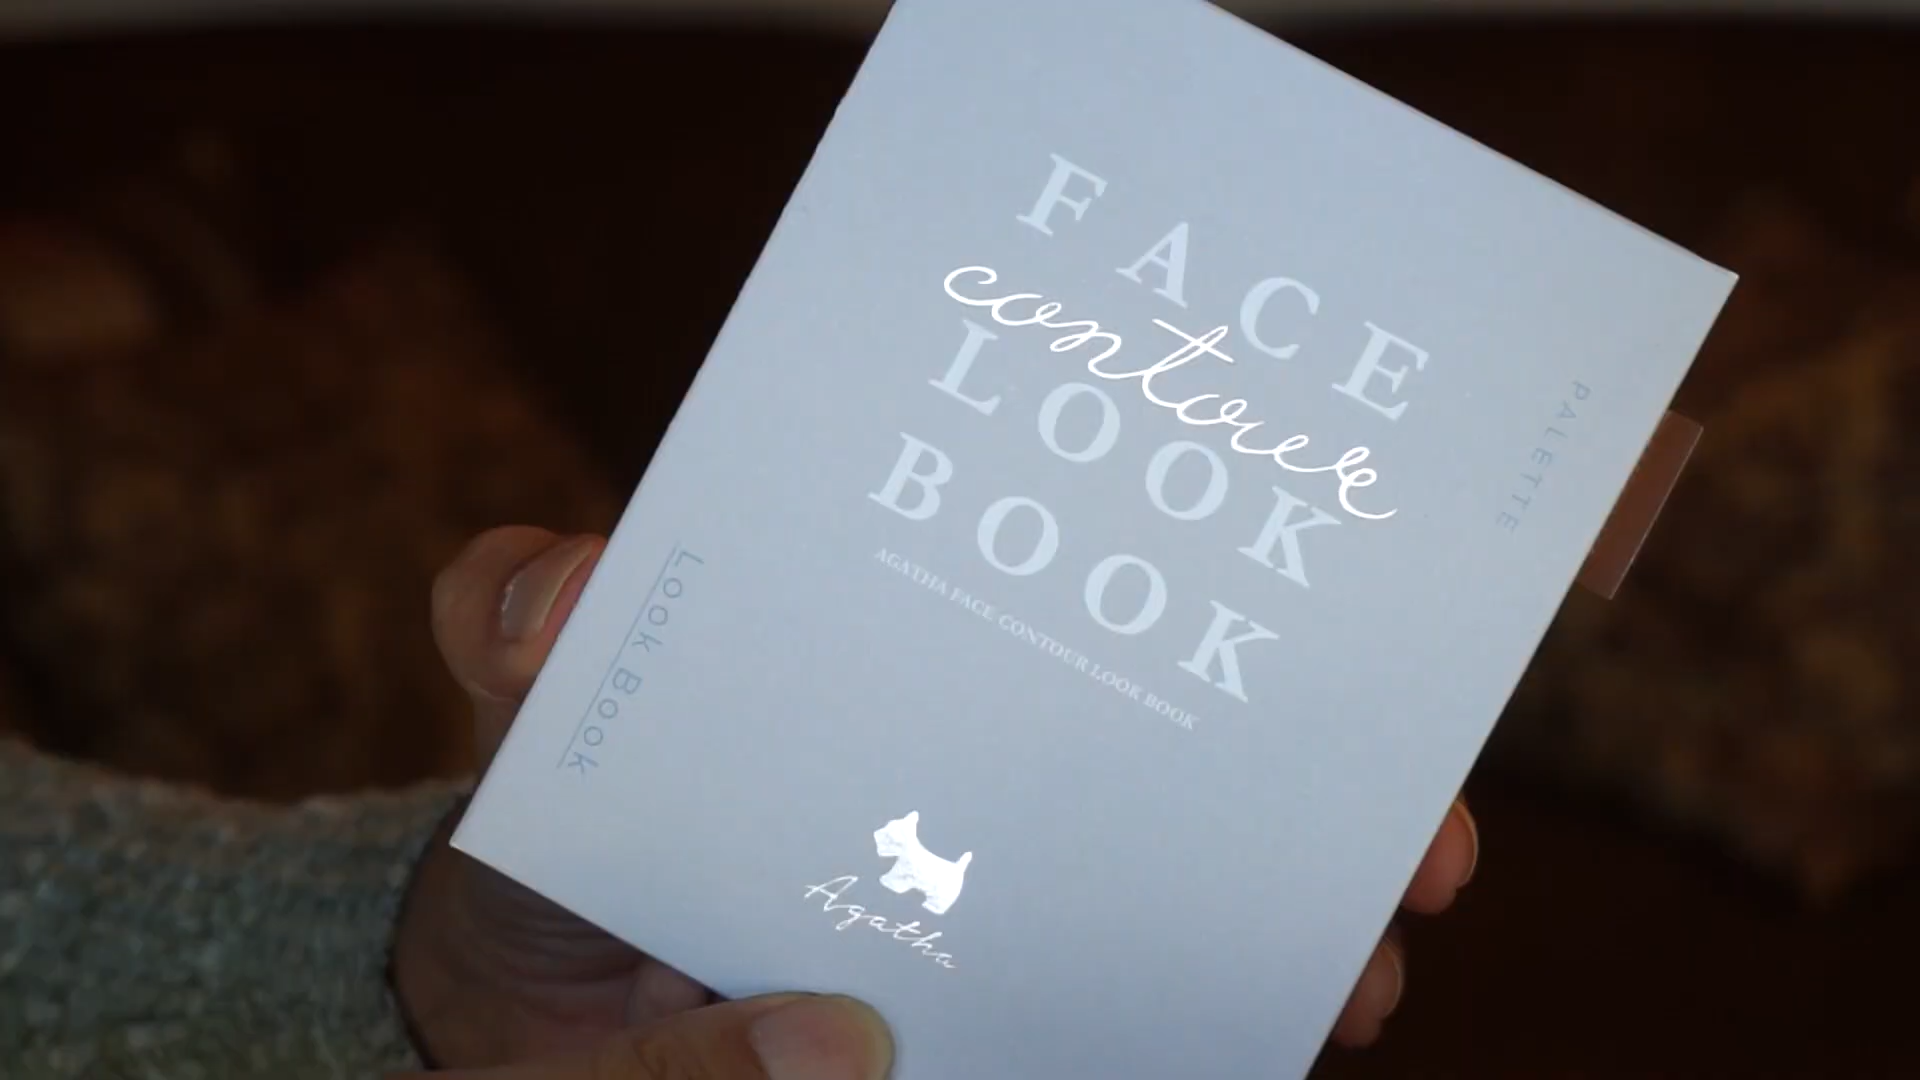 FACE
contour
LOOK
BOOK
AGATHA FACE CONTOUR LOOK BOOK
PALETTE
LOOK BOOK
Agatha